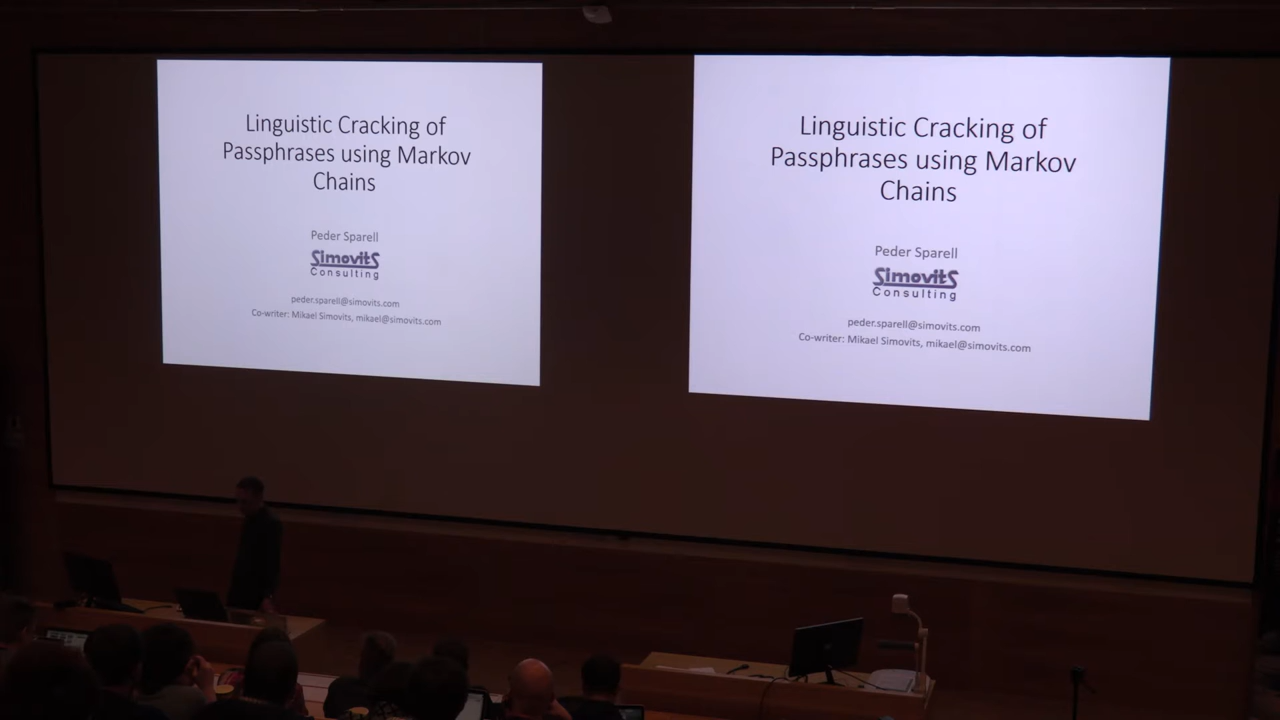 Linguistic Cracking of
Passphrases using Markov
Chains
Peder Sparell
Simovits
Consulting
peder.sparell@simovits.com
Co-writer: Mikael Simovits, mikael@simovits.com
Linguistic Cracking of
Passphrases using Markov
Chains
Peder Sparell
Simovits
Consulting
peder.sparell@simovits.com
Co-writer: Mikael Simovits, mikael@simovits.com